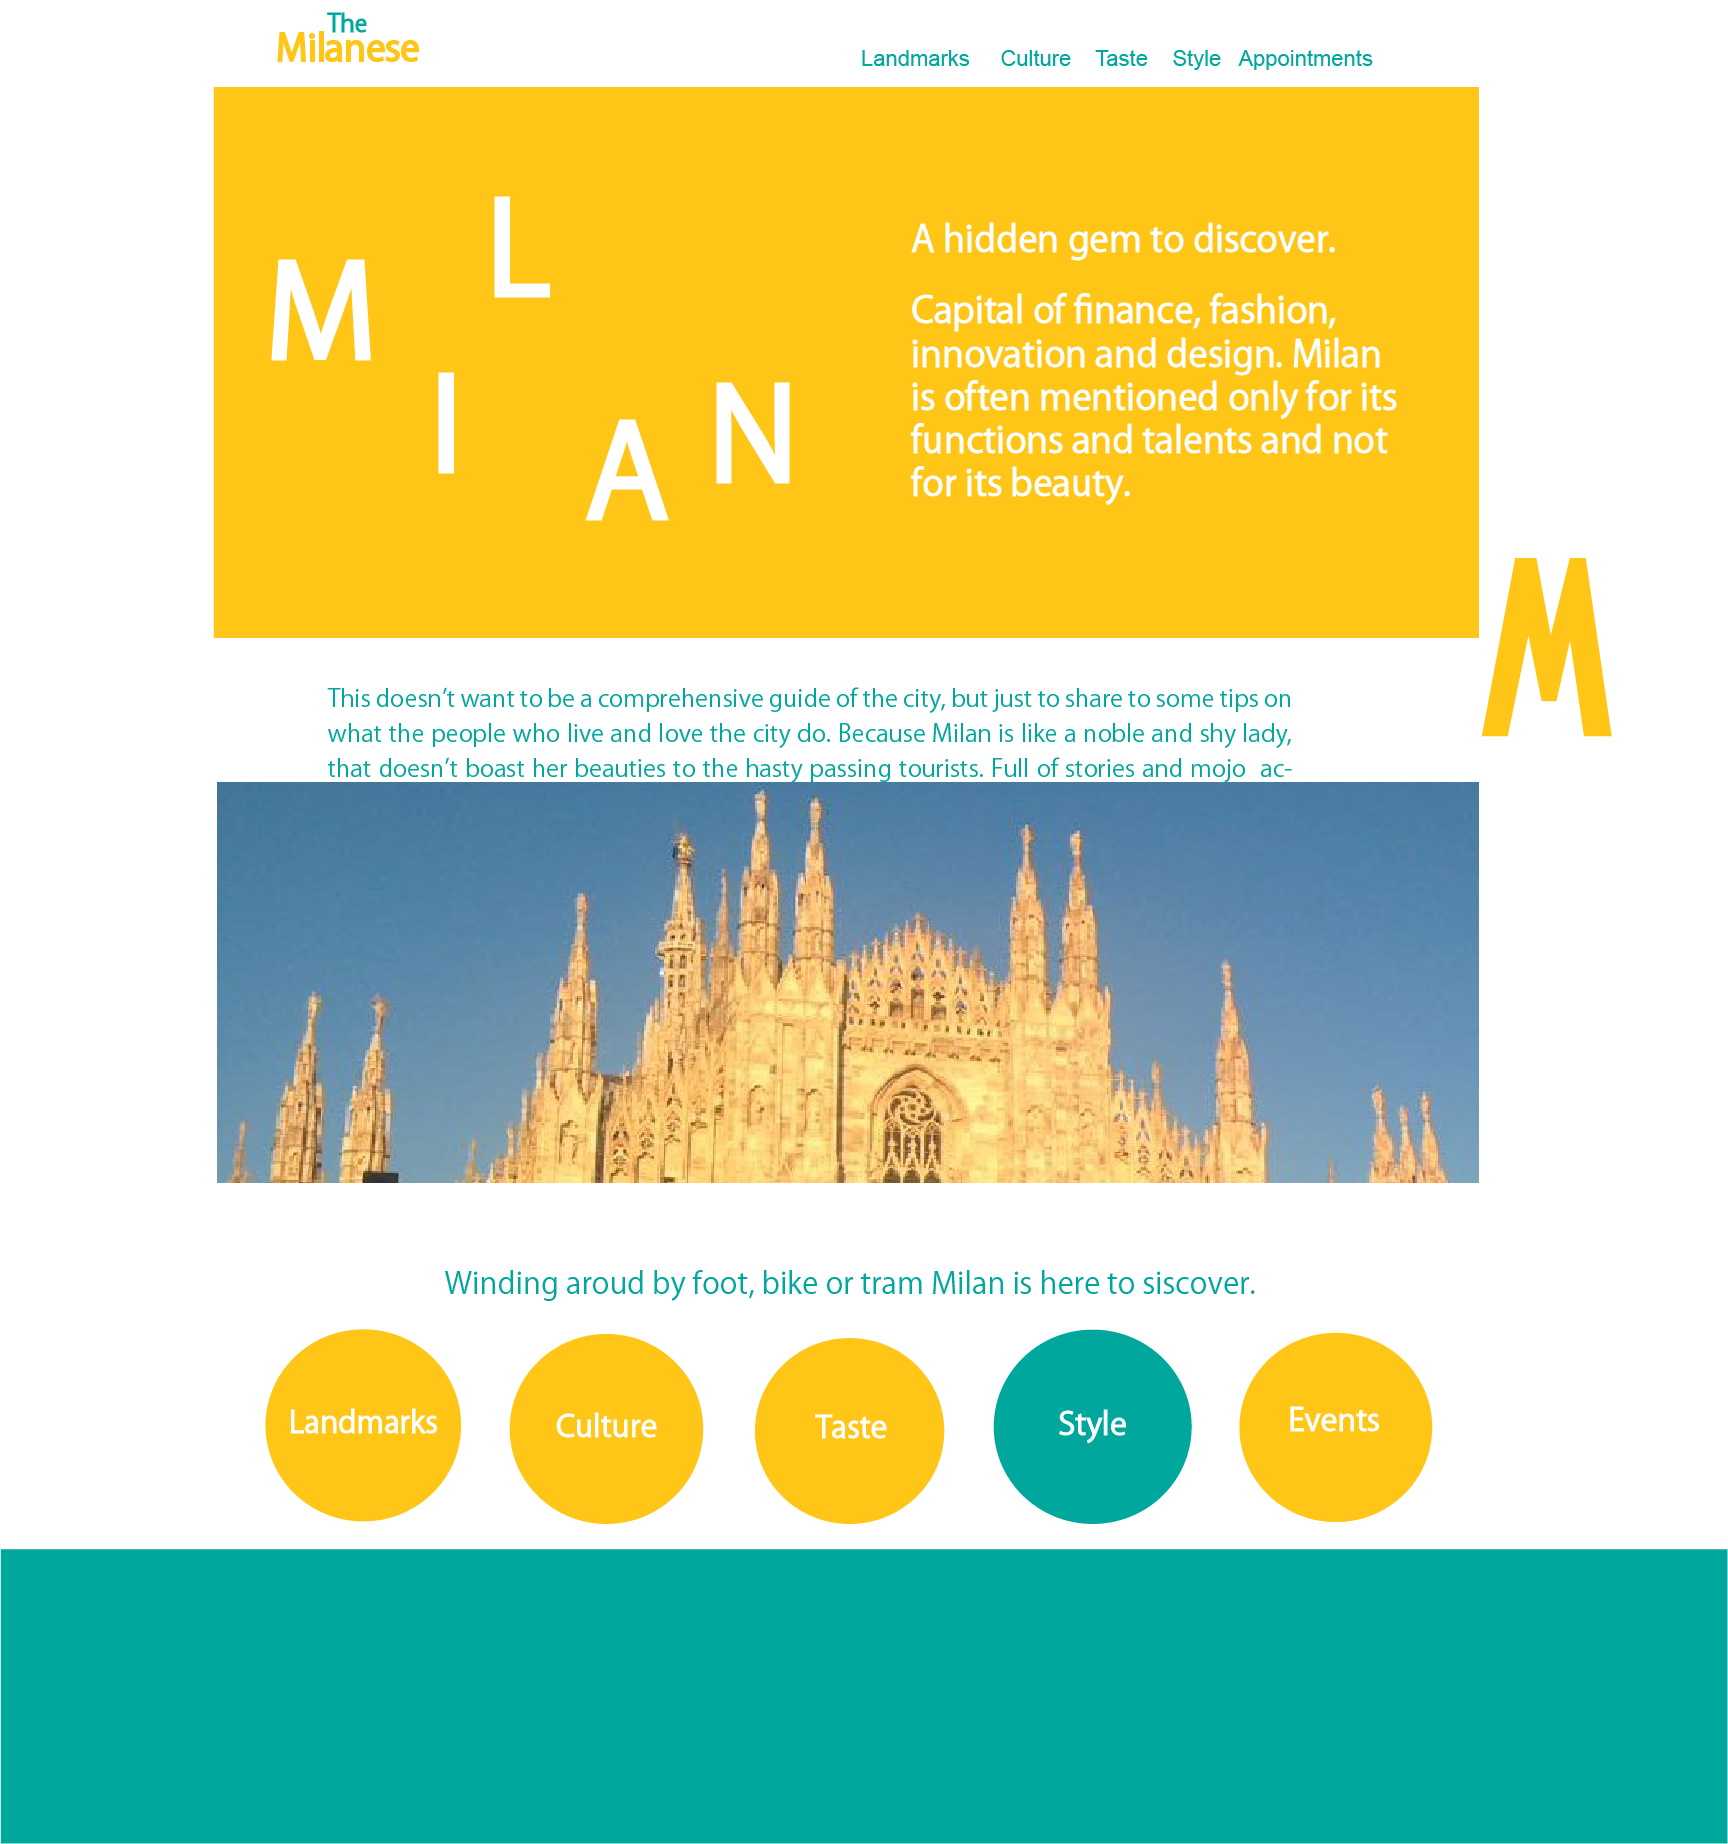 The
Milanese
Landmarks Culture Taste Style Appointments
M I L A N
A hidden gem to discover.
Capital of finance, fashion,
innovation and design. Milan
is often mentioned only for its
functions and talents and not
for its beauty.
M
This doesn’t want to be a comprehensive guide of the city, but just to share to some tips on
what the people who live and love the city do. Because Milan is like a noble and shy lady,
that doesn’t boast her beauties to the hasty passing tourists. Full of stories and mojo ac-
Winding aroud by foot, bike or tram Milan is here to siscover.
Landmarks
Culture
Taste
Style
Events